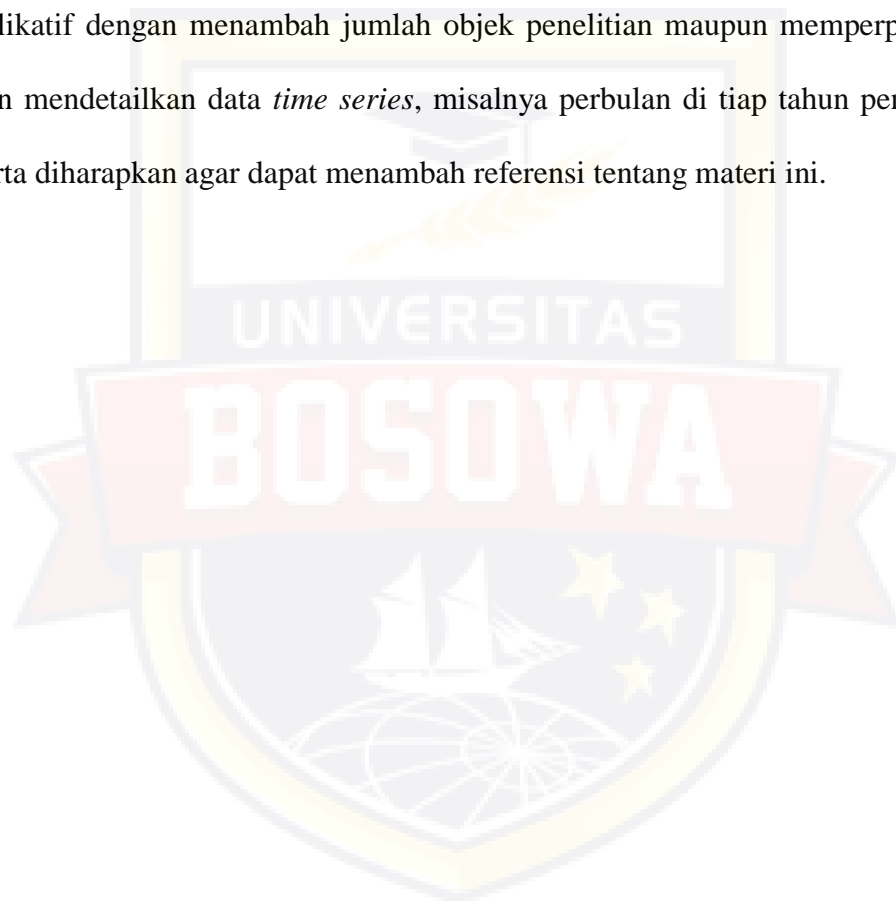 likatif dengan menambah jumlah objek penelitian maupun memperp
n mendetailkan data time series, misalnya perbulan di tiap tahun per
rta diharapkan agar dapat menambah referensi tentang materi ini.
UNIVERSITAS
BOSOWA